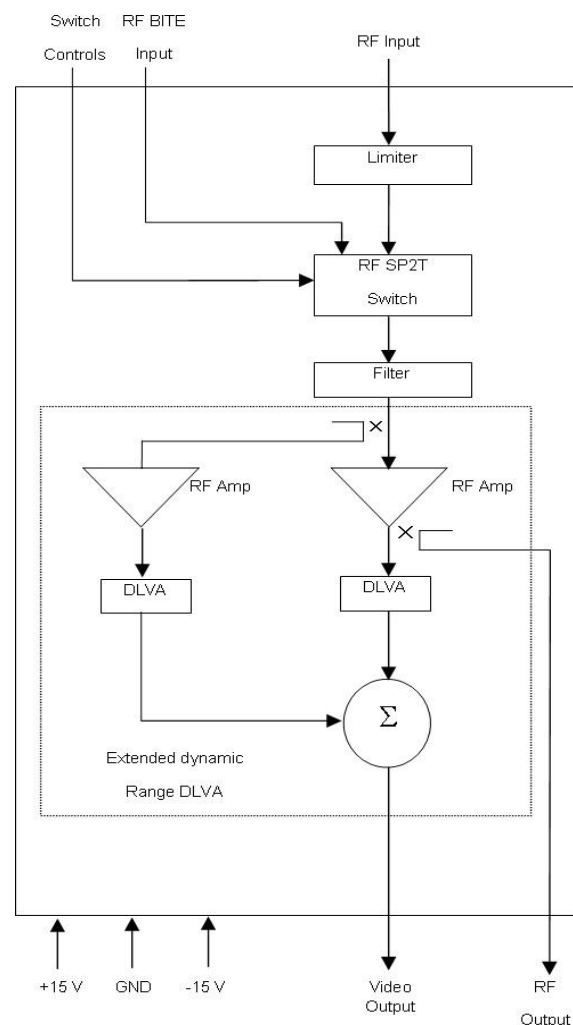 Switch
Controls
RF BITE
Input
RF Input
Limiter
RF SP2T
Switch
Filter
RF Amp
RF Amp
DLVA
DLVA
Σ
Extended dynamic
Range DLVA
+15 V
GND
-15 V
Video
Output
RF
Output